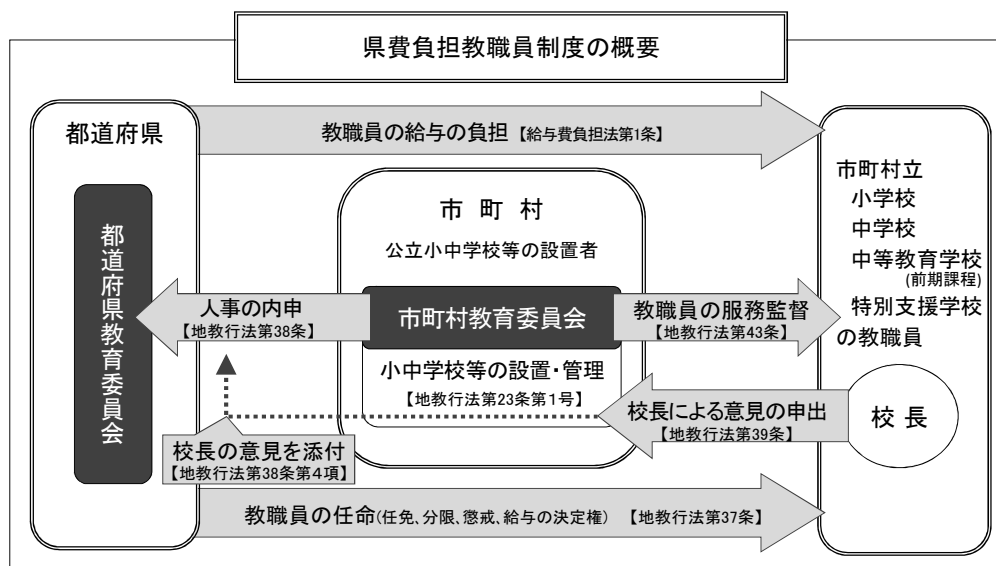 県費負担教職員制度の概要
都道府県
教職員の給与の負担【給与費負担法第1条】
都道府県教育委員会
市町村
公立小中学校等の設置者
市町村立
小学校
中学校
中等教育学校
(前期課程)
特別支援学校
の教職員
人事の内申
【地教行法第38条】
市町村教育委員会
教職員の服務監督
【地教行法第43条】
小中学校等の設置・管理
【地教行法第23条第1号】
校長による意見の申出
【地教行法第39条】
校長
校長の意見を添付
【地教行法第38条第4項】
教職員の任命(任免、分限、懲戒、給与の決定権) 【地教行法第37条】